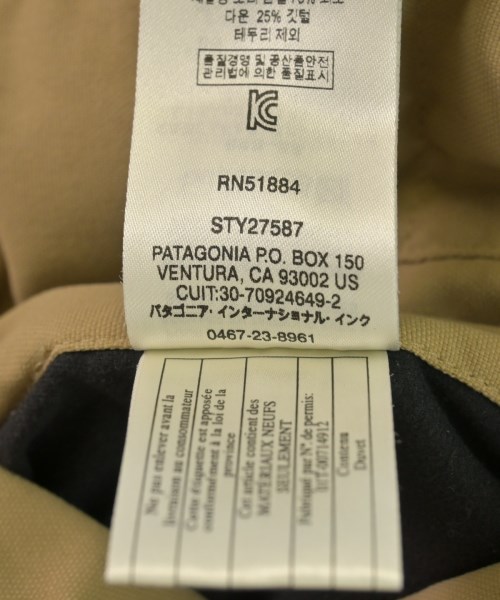 다운 25% 깃털
테두리 제외
품질경영 및 공산품안전
관리법에 의한 품질표시
RN51884
STY27587
PATAGONIA P.O. BOX 150
VENTURA, CA 93002 US
CUIT:30-70924649-2
パタゴニア・インターナショナル・インク
0467-23-8961
Ne pas enlever avant la
livraison au consommateur
Cette étiquette est apposée
conformément à la loi de la
province
Cet article contient des
MATÉRIAUX NEUFS
SEULEMENT
Fabriqué par N°. de permis:
Contenu
Duvet